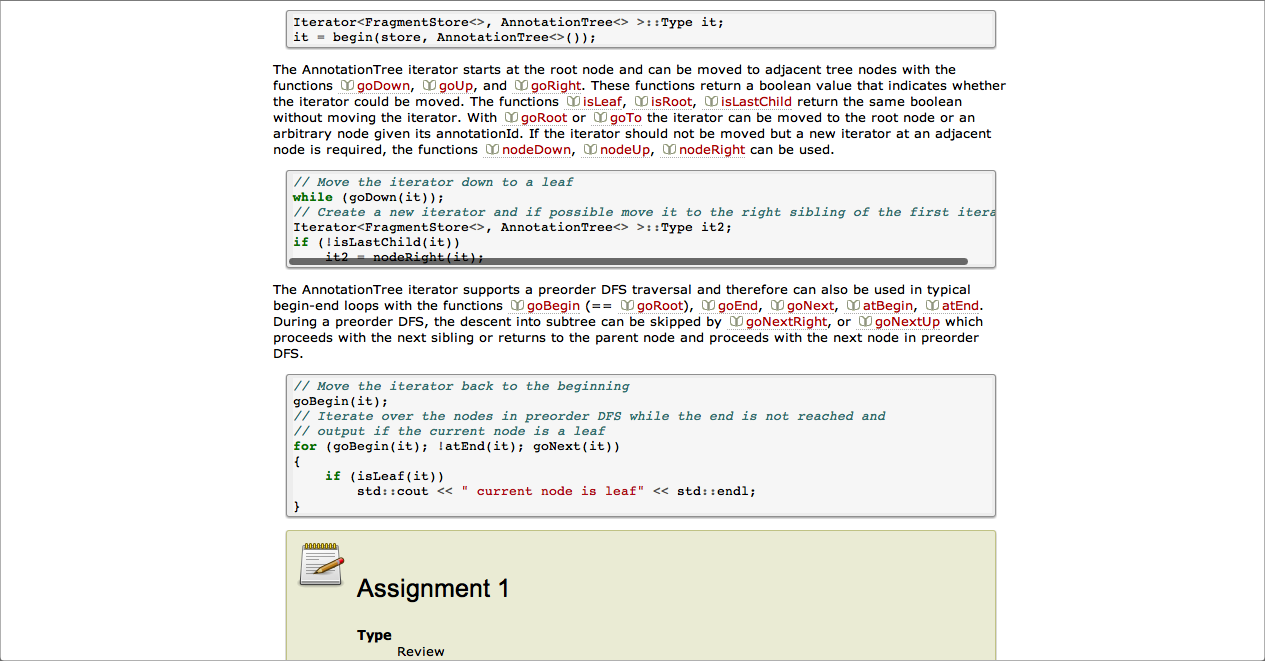 Iterator<FragmentStore<>, AnnotationTree<> >::Type it;
it = begin(store, AnnotationTree<>());
The AnnotationTree iterator starts at the root node and can be moved to adjacent tree nodes with the
functions goDown, goUp, and goRight. These functions return a boolean value that indicates whether
the iterator could be moved. The functions isLeaf, isRoot, isLastChild return the same boolean
without moving the iterator. With goRoot or goTo the iterator can be moved to the root node or an
arbitrary node given its annotationId. If the iterator should not be moved but a new iterator at an adjacent
node is required, the functions nodeDown, nodeUp, nodeRight can be used.
// Move the iterator down to a leaf
while (goDown(it));
// Create a new iterator and if possible move it to the right sibling of the first itera
Iterator<FragmentStore<>, AnnotationTree<> >::Type it2;
if (!isLastChild(it))
    it2 = nodeRight(it);
The AnnotationTree iterator supports a preorder DFS traversal and therefore can also be used in typical
begin-end loops with the functions goBegin (== goRoot), goEnd, goNext, atBegin, atEnd.
During a preorder DFS, the descent into subtree can be skipped by goNextRight, or goNextUp which
proceeds with the next sibling or returns to the parent node and proceeds with the next node in preorder
DFS.
// Move the iterator back to the beginning
goBegin(it);
// Iterate over the nodes in preorder DFS while the end is not reached and
// output if the current node is a leaf
for (goBegin(it); !atEnd(it); goNext(it))
{
    if (isLeaf(it))
        std::cout << " current node is leaf" << std::endl;
}
Assignment 1
Type
Review